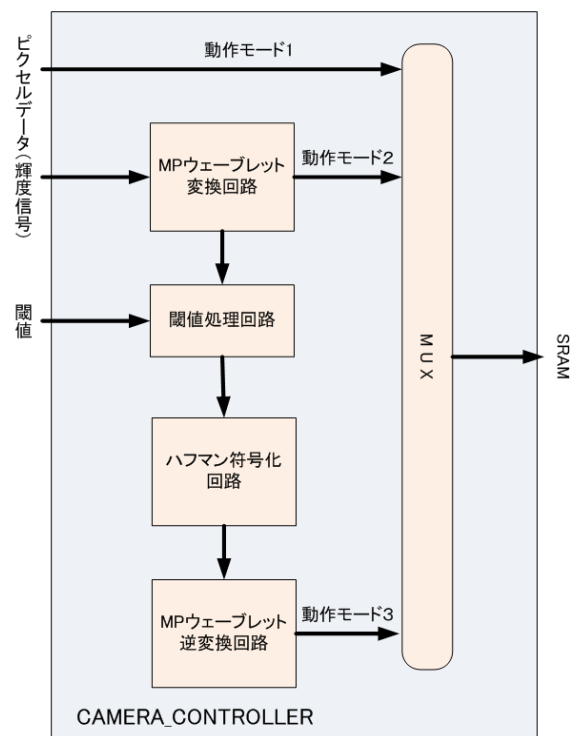 ピクセルデータ(輝度信号)
動作モード1
MPウェーブレット
変換回路
動作モード2
閾値
閾値処理回路
MUX
SRAM
ハフマン符号化
回路
MPウェーブレット
逆変換回路
動作モード3
CAMERA_CONTROLLER